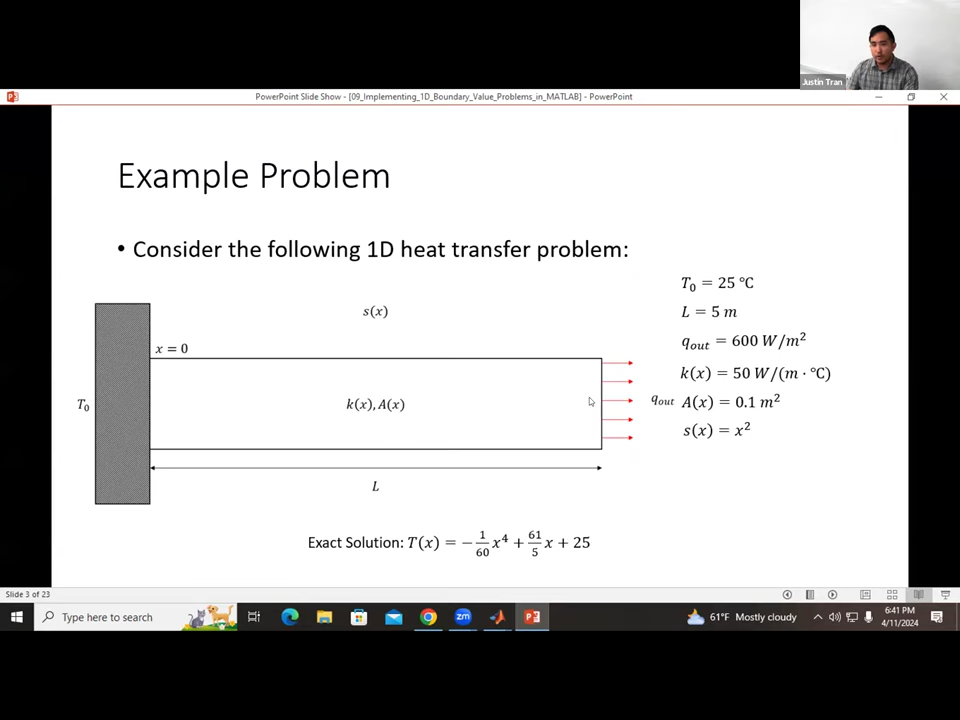 Justin Tran
PowerPoint Slide Show - [09_Implementing_1D_Boundary_Value_Problems_in_MATLAB] - PowerPoint
Example Problem
• Consider the following 1D heat transfer problem:
T₀ = 25 °C
L = 5 m
q_out = 600 W/m²
k(x) = 50 W/(m · °C)
A(x) = 0.1 m²
s(x) = x²
s(x)
x = 0
T₀
k(x), A(x)
q_out
L
Exact Solution: T(x) = −1/60 x⁴ + 61/5 x + 25
Slide 3 of 23
Type here to search
zm
61°F Mostly cloudy
6:41 PM
4/11/2024